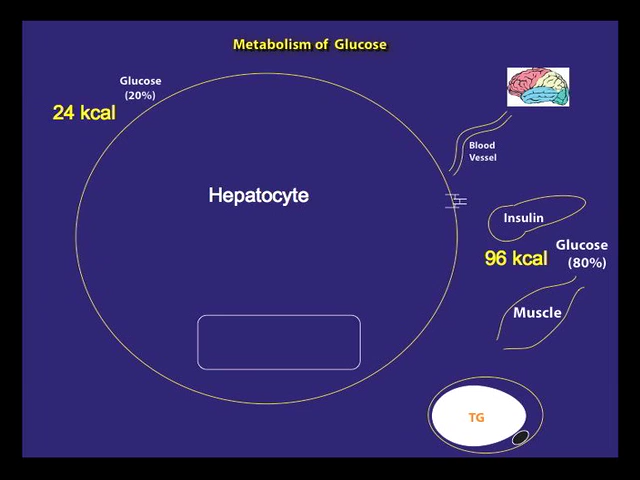 Metabolism of Glucose
Glucose
(20%)
24 kcal
Blood
Vessel
Hepatocyte
Insulin
Glucose
(80%)
96 kcal
Muscle
TG